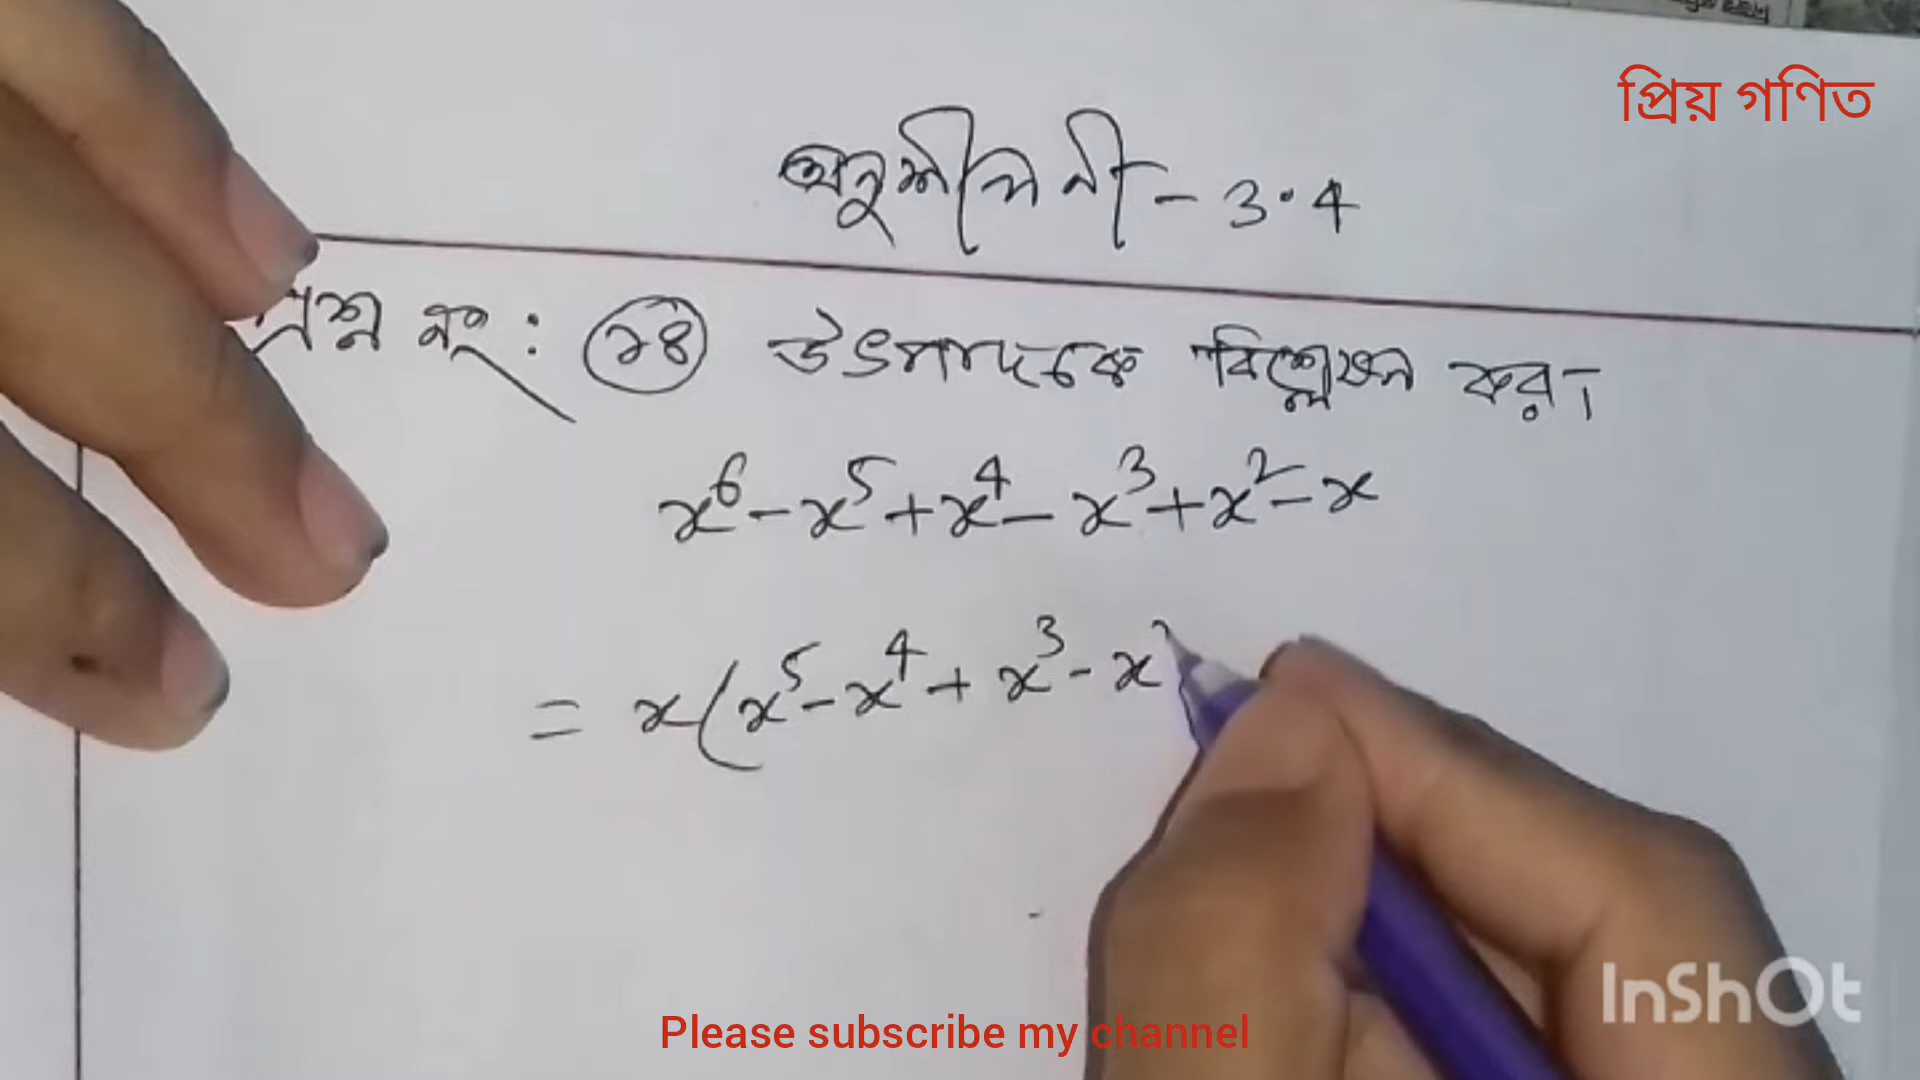 প্রিয় গণিত
অনুশীলনী - 3.4
প্রশ্ন নং : ১৪ উৎপাদকে বিশ্লেষণ কর।
x⁶ - x⁵ + x⁴ - x³ + x² - x
= x(x⁵ - x⁴ + x³ - x
InShOt
Please subscribe my channel